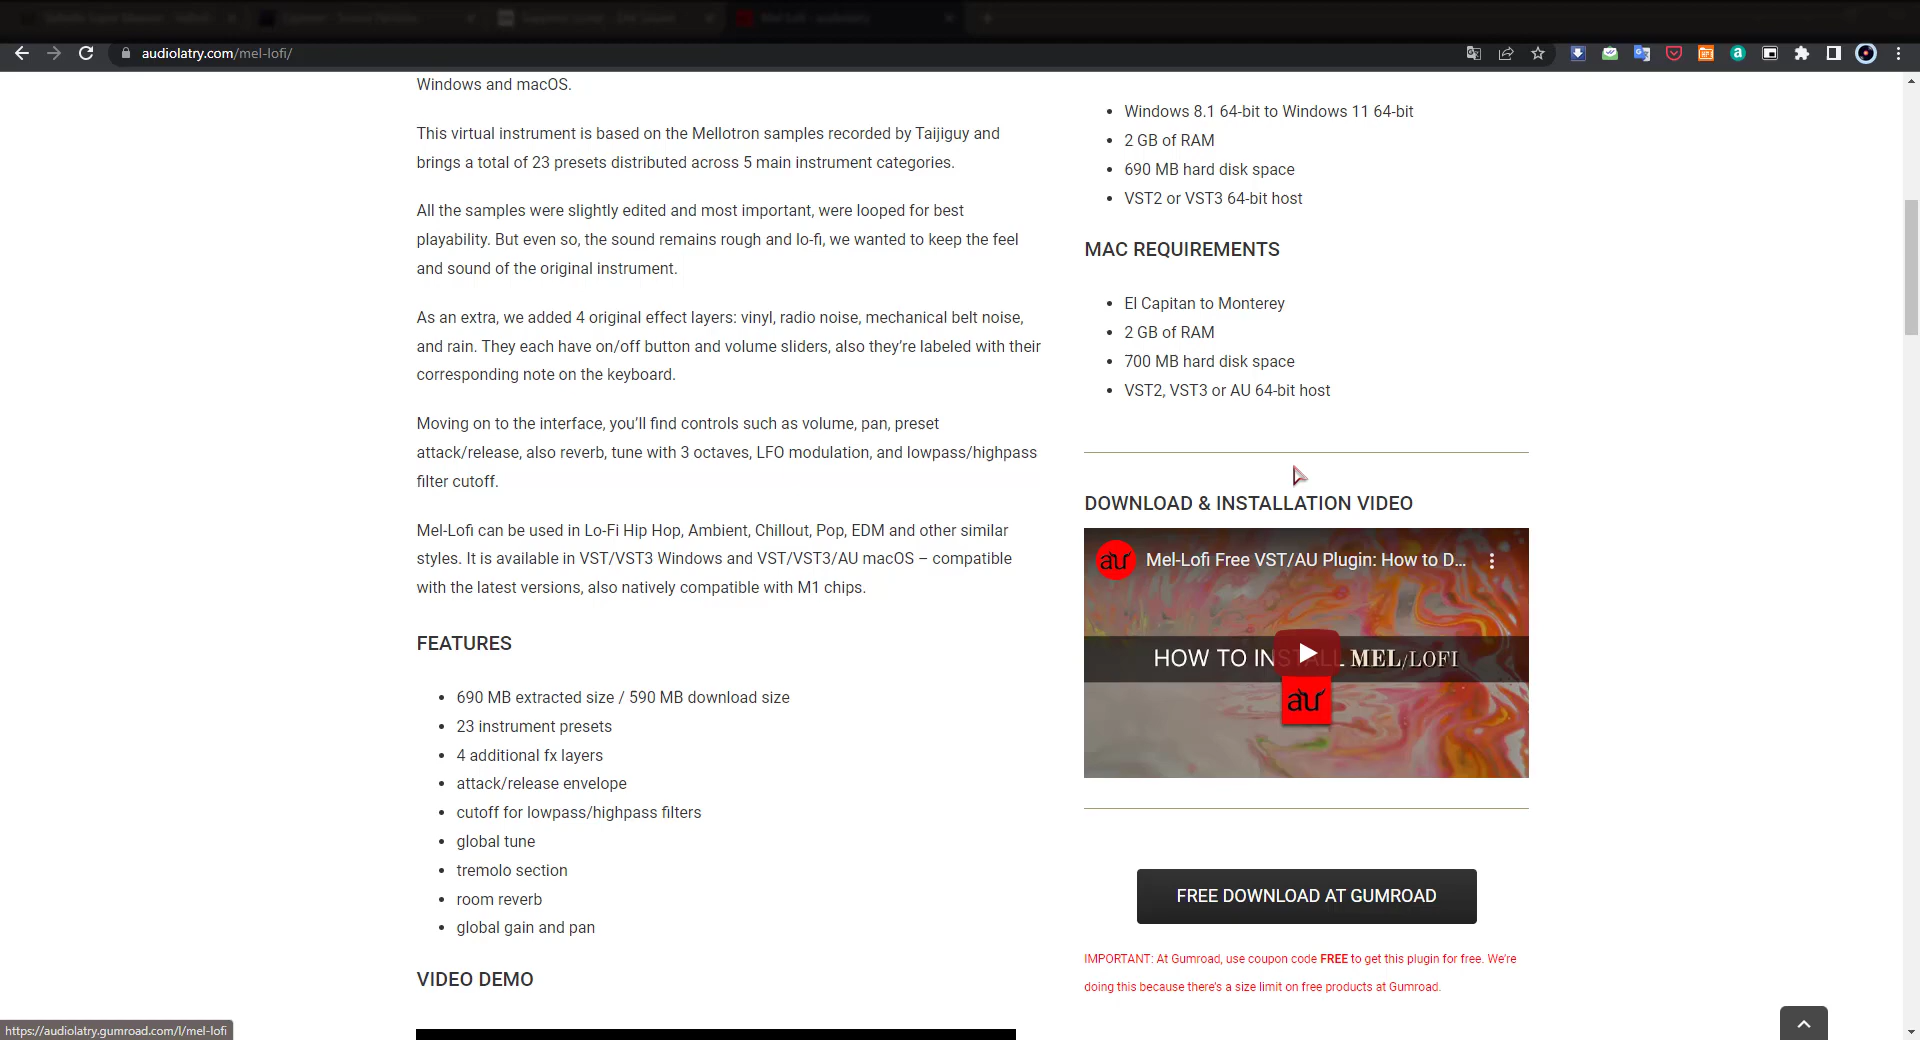 Mel-Lofi - audiolatry
audiolatry.com/mel-lofi/
Windows and macOS.
This virtual instrument is based on the Mellotron samples recorded by Taijiguy and
brings a total of 23 presets distributed across 5 main instrument categories.
All the samples were slightly edited and most important, were looped for best
playability. But even so, the sound remains rough and lo-fi, we wanted to keep the feel
and sound of the original instrument.
As an extra, we added 4 original effect layers: vinyl, radio noise, mechanical belt noise,
and rain. They each have on/off button and volume sliders, also they’re labeled with their
corresponding note on the keyboard.
Moving on to the interface, you’ll find controls such as volume, pan, preset
attack/release, also reverb, tune with 3 octaves, LFO modulation, and lowpass/highpass
filter cutoff.
Mel-Lofi can be used in Lo-Fi Hip Hop, Ambient, Chillout, Pop, EDM and other similar
styles. It is available in VST/VST3 Windows and VST/VST3/AU macOS – compatible
with the latest versions, also natively compatible with M1 chips.
FEATURES
• 690 MB extracted size / 590 MB download size
• 23 instrument presets
• 4 additional fx layers
• attack/release envelope
• cutoff for lowpass/highpass filters
• global tune
• tremolo section
• room reverb
• global gain and pan
VIDEO DEMO
• Windows 8.1 64-bit to Windows 11 64-bit
• 2 GB of RAM
• 690 MB hard disk space
• VST2 or VST3 64-bit host
MAC REQUIREMENTS
• El Capitan to Monterey
• 2 GB of RAM
• 700 MB hard disk space
• VST2, VST3 or AU 64-bit host
DOWNLOAD & INSTALLATION VIDEO
Mel-Lofi Free VST/AU Plugin: How to D...
HOW TO IN L MEL/LOFI
FREE DOWNLOAD AT GUMROAD
IMPORTANT: At Gumroad, use coupon code FREE to get this plugin for free. We’re
doing this because there’s a size limit on free products at Gumroad.
https://audiolatry.gumroad.com/l/mel-lofi